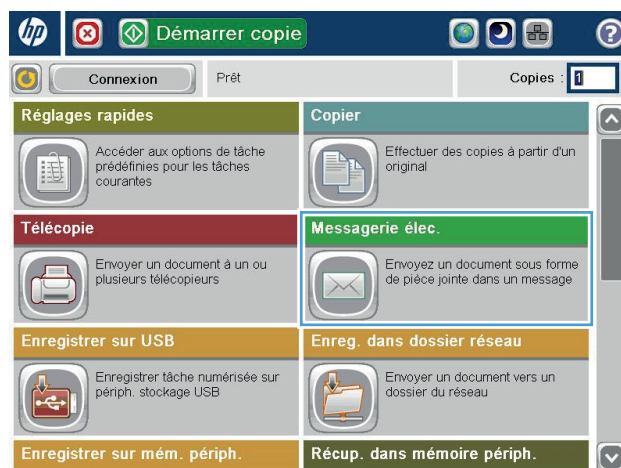 hp
Démarrer copie
?
Connexion
Prêt
Copies :
1
Réglages rapides
Copier
Accéder aux options de tâche
prédéfinies pour les tâches
courantes
Effectuer des copies à partir d'un
original
Télécopie
Messagerie élec.
Envoyer un document à un ou
plusieurs télécopieurs
Envoyez un document sous forme
de pièce jointe dans un message
Enregistrer sur USB
Enreg. dans dossier réseau
Enregistrer tâche numérisée sur
périph. stockage USB
Envoyer un document vers un
dossier du réseau
Enregistrer sur mém. périph.
Récup. dans mémoire périph.